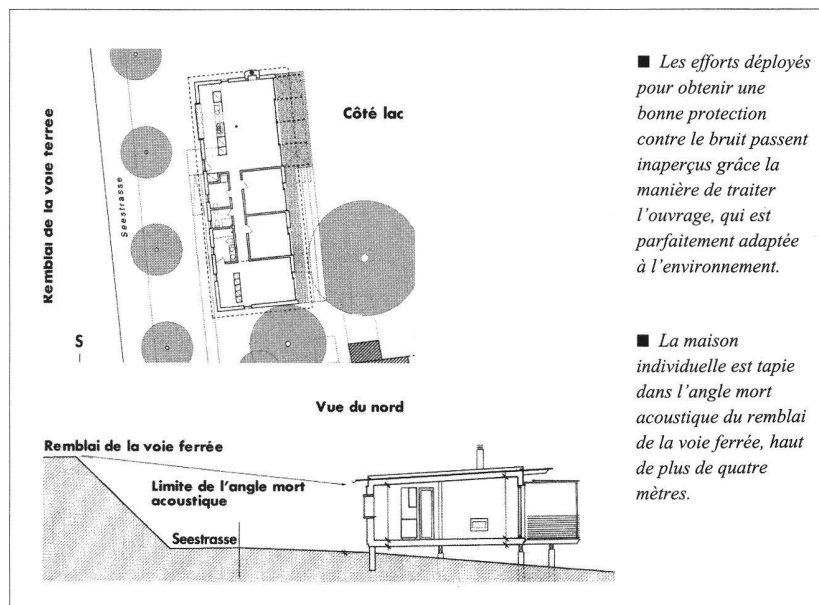 Remblai de la voie ferrée
Seestrasse
Côté lac
S
■ Les efforts déployés
pour obtenir une
bonne protection
contre le bruit passent
inaperçus grâce la
manière de traiter
l'ouvrage, qui est
parfaitement adaptée
à l'environnement.
■ La maison
individuelle est tapie
dans l'angle mort
acoustique du remblai
de la voie ferrée, haut
de plus de quatre
mètres.
Vue du nord
Remblai de la voie ferrée
Limite de l'angle mort
acoustique
Seestrasse